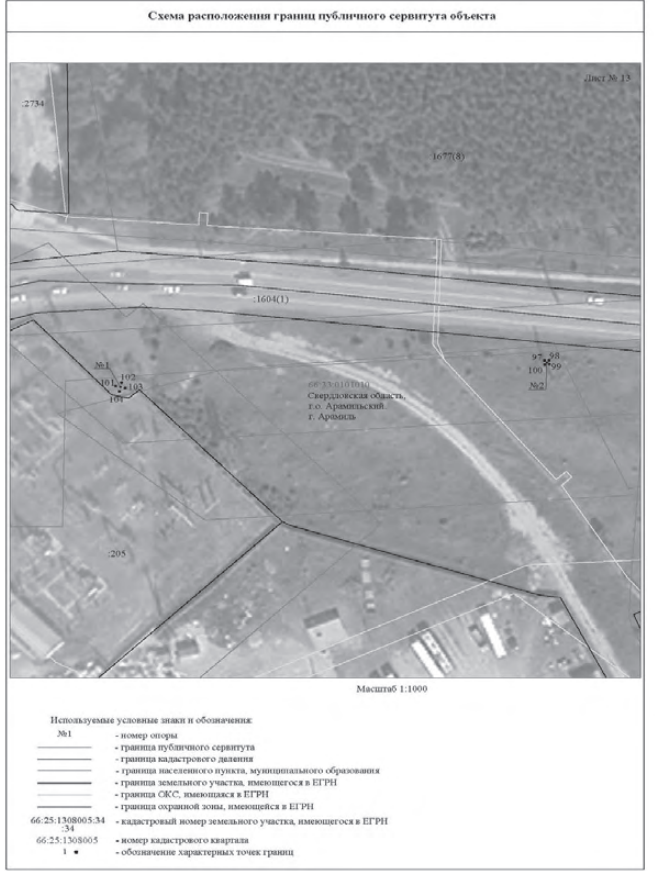 Схема расположения границ публичного сервитута объекта
Лист № 13
:2734
1677(8)
:1604(1)
№1
101 102
103
104
97 98
100 99
№2
66:33:0101010
Свердловская область,
г.о. Арамильский
г. Арамиль
:205
Масштаб 1:1000
Используемые условные знаки и обозначения:
№1 - номер опоры
- граница публичного сервитута
- граница кадастрового деления
- граница населенного пункта, муниципального образования
- граница земельного участка, имеющегося в ЕГРН
- граница ОКС, имеющаяся в ЕГРН
- граница охранной зоны, имеющейся в ЕГРН
66:25:1308005:34
:34 - кадастровый номер земельного участка, имеющегося в ЕГРН
66:25:1308005 - номер кадастрового квартала
1 - обозначение характерных точек границ